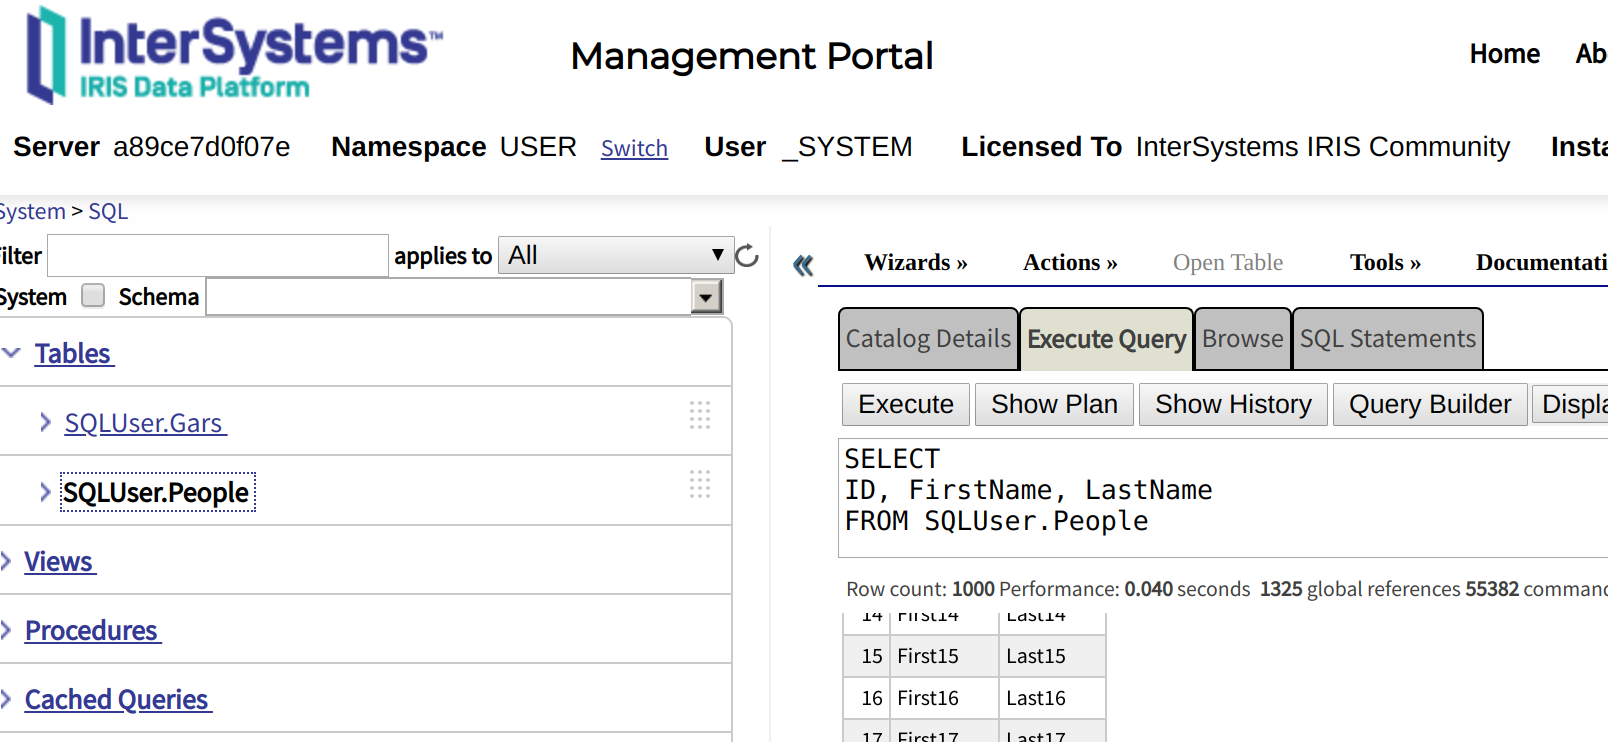 InterSystems™
IRIS Data Platform
Management Portal
Home
Ab
Server a89ce7d0f07e Namespace USER Switch User _SYSTEM Licensed To InterSystems IRIS Community Insta
System > SQL
Filter applies to All
System Schema
Tables
SQLUser.Gars
SQLUser.People
Views
Procedures
Cached Queries
Wizards » Actions » Open Table Tools » Documentati
Catalog Details Execute Query Browse SQL Statements
Execute Show Plan Show History Query Builder Displa
SELECT
ID, FirstName, LastName
FROM SQLUser.People
Row count: 1000 Performance: 0.040 seconds 1325 global references 55382 command
14 First14 Last14
15 First15 Last15
16 First16 Last16
17 First17 Last17